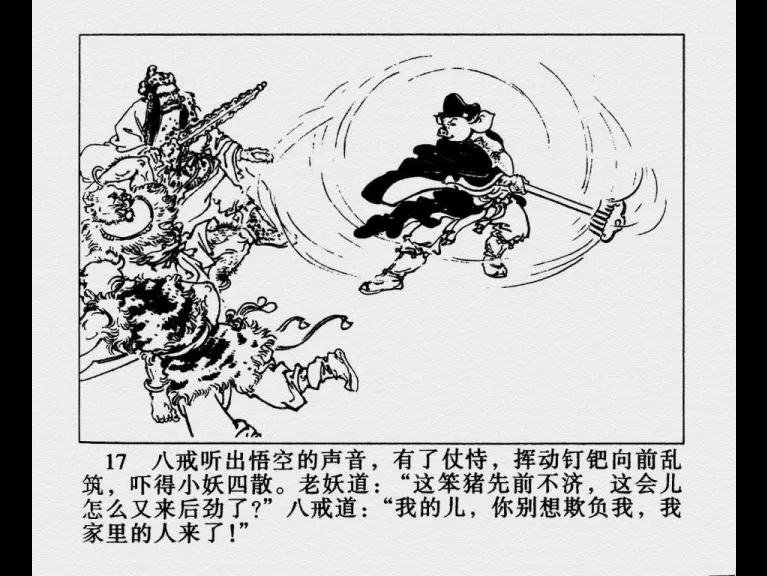 17 八戒听出悟空的声音，有了仗恃，挥动钉钯向前乱
筑，吓得小妖四散。老妖道：“这笨猪先前不济，这会儿
怎么又来后劲了？”八戒道：“我的儿，你别想欺负我，我
家里的人来了！”